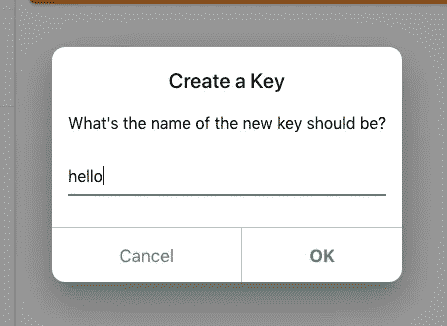 Create a Key
What's the name of the new key should be?
hello
Cancel
OK